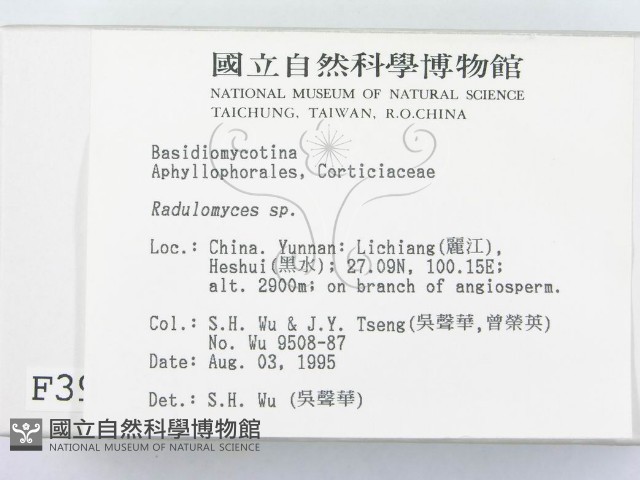 國立自然科學博物館
NATIONAL MUSEUM OF NATURAL SCIENCE
TAICHUNG, TAIWAN, R.O.CHINA
Basidiomycotina
Aphyllophorales, Corticiaceae
Radulomyces sp.
Loc.: China. Yunnan: Lichiang(麗江),
Heshui(黑水); 27.09N, 100.15E;
alt. 2900m; on branch of angiosperm.
Col.: S.H. Wu & J.Y. Tseng(吳聲華,曾榮英)
No. Wu 9508-87
Date: Aug. 03, 1995
Det.: S.H. Wu (吳聲華)
F39
國立自然科學博物館
NATIONAL MUSEUM OF NATURAL SCIENCE